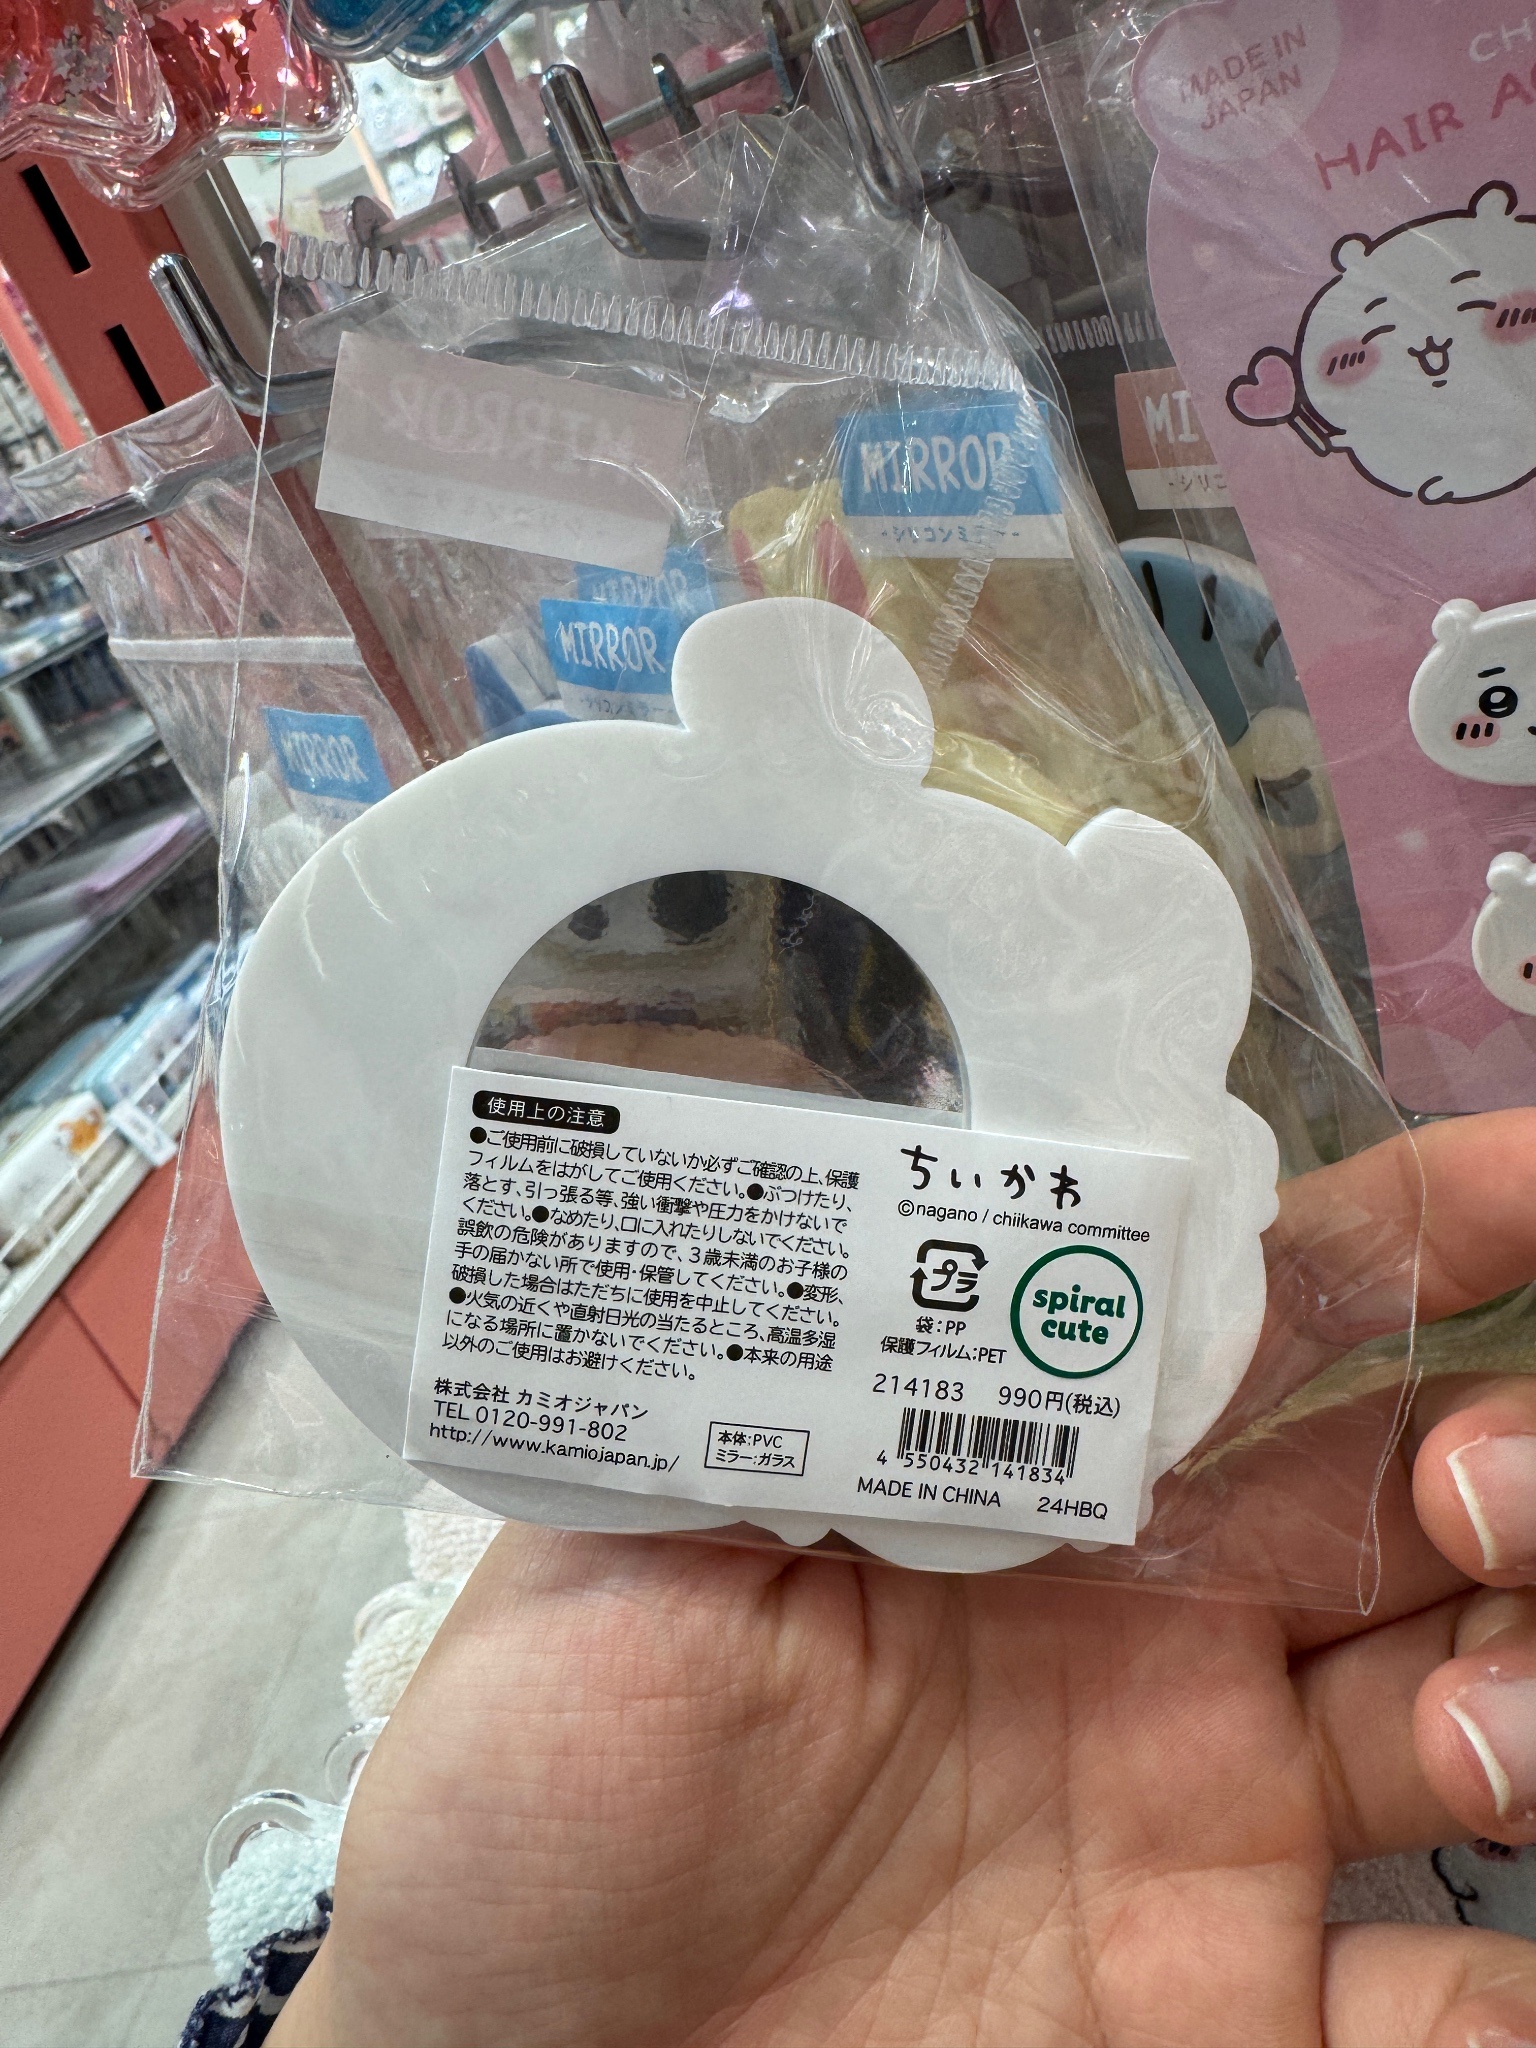 MADE IN
JAPAN
HAIR
MIRROR
MIRROR
-シリコンミ
MIRROR
MIRROR
MIRROR
使用上の注意
●ご使用前に破損していないか必ずご確認の上、保護
フィルムをはがしてご使用ください。●ぶつけたり、
落とす、引っ張る等、強い衝撃や圧力をかけないで
ください。●なめたり、口に入れたりしないでください。
誤飲の危険がありますので、3歳未満のお子様の
手の届かない所で使用・保管してください。●変形、
破損した場合はただちに使用を中止してください。
●火気の近くや直射日光の当たるところ、高温多湿
になる場所に置かないでください。●本来の用途
以外のご使用はお避けください。
株式会社 カミオジャパン
TEL 0120-991-802
http://www.kamiojapan.jp/
本体:PVC
ミラー:ガラス
ちいかわ
©nagano / chiikawa committee
プラ
袋:PP
保護フィルム:PET
spiral
cute
214183 990円(税込)
4 550432 141834
MADE IN CHINA 24HBQ